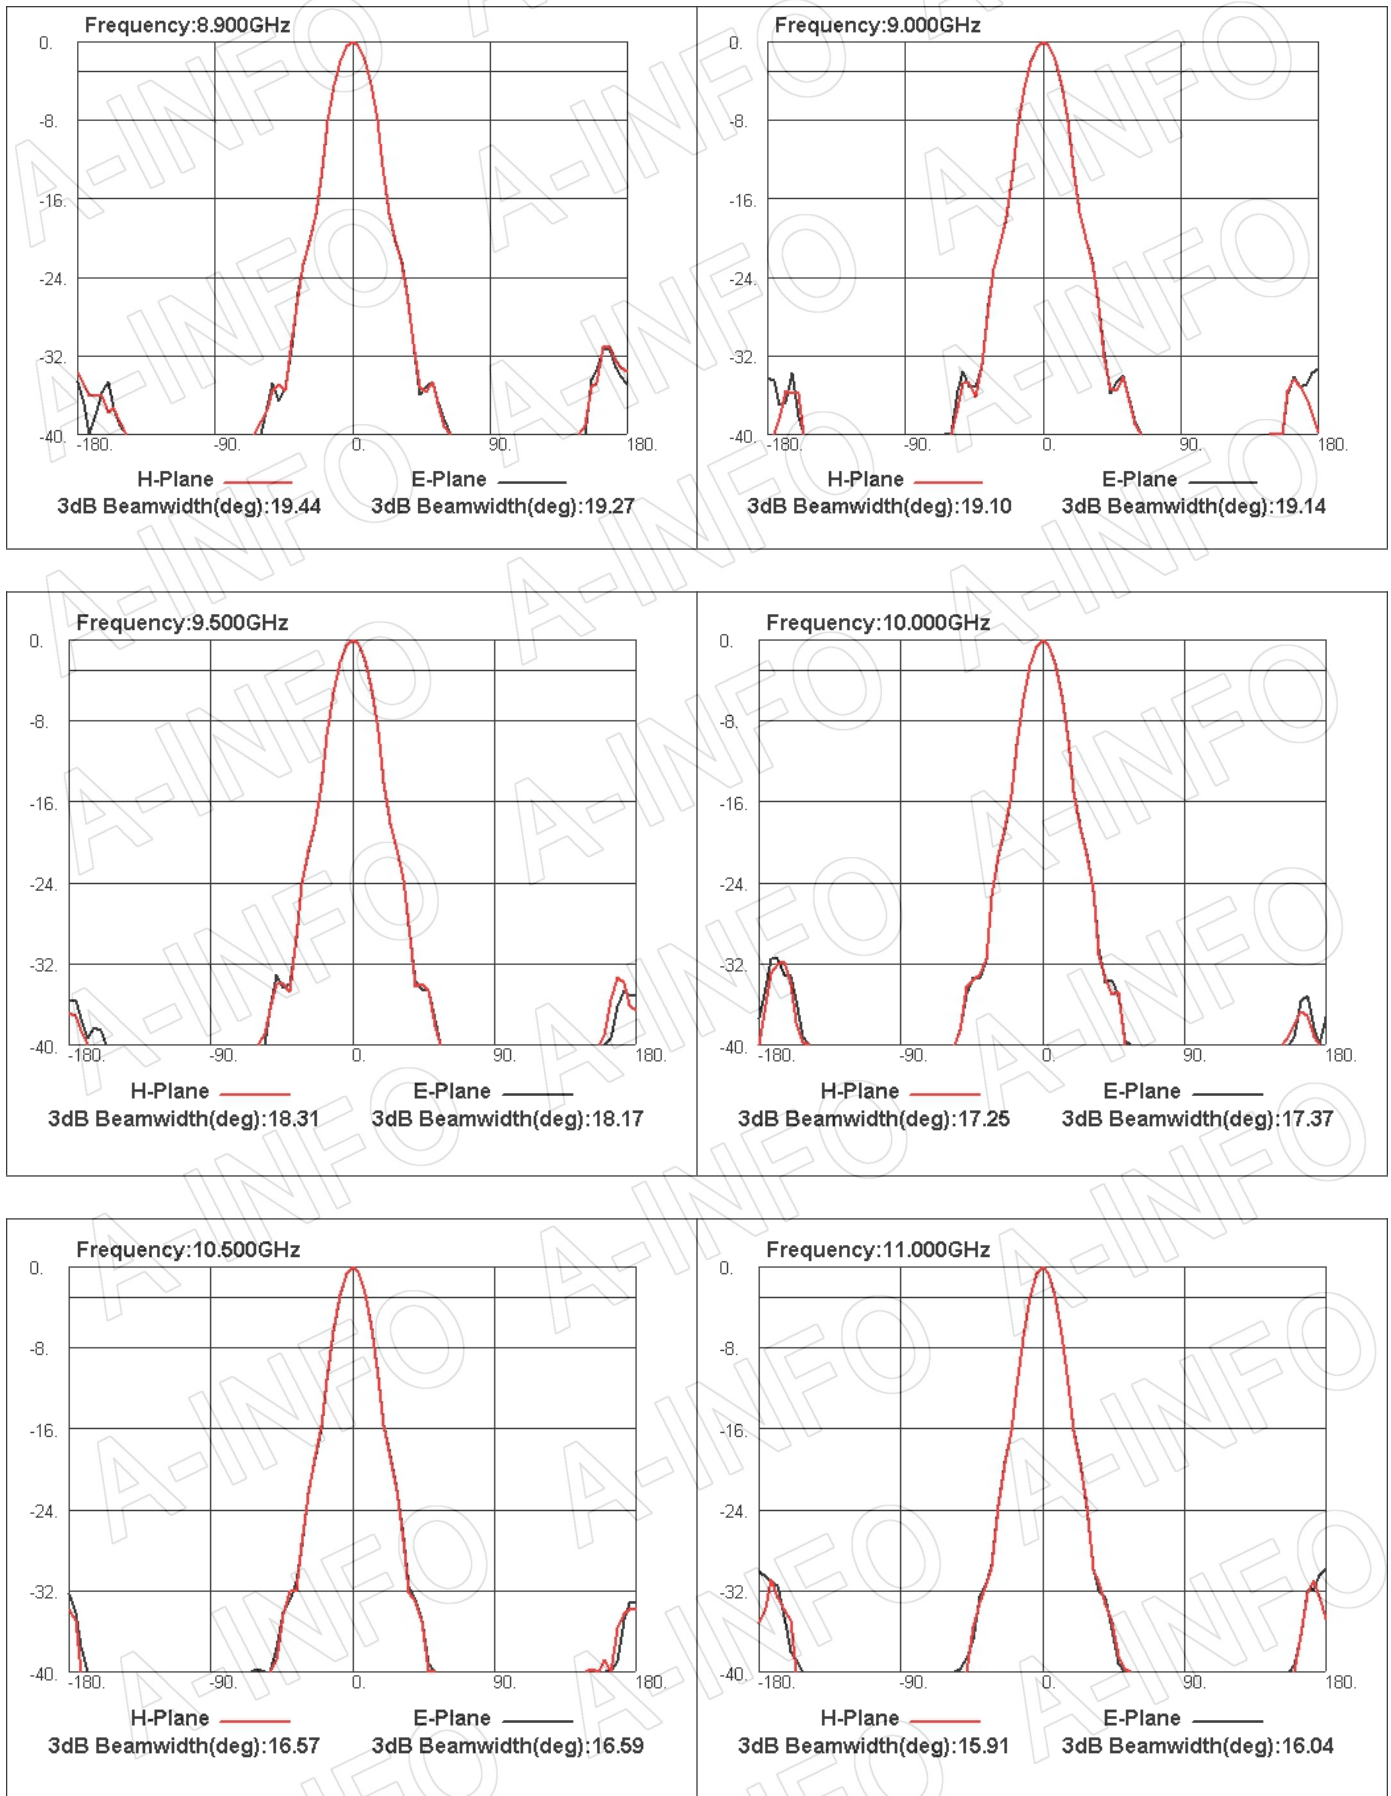 Frequency:8.900GHz
0.
-8.
-16.
-24.
-32.
-40.
-180. -90. 0. 90. 180.
H-Plane E-Plane
3dB Beamwidth(deg):19.44 3dB Beamwidth(deg):19.27
Frequency:9.000GHz
0.
-8.
-16.
-24.
-32.
-40.
-180. -90. 0. 90. 180.
H-Plane E-Plane
3dB Beamwidth(deg):19.10 3dB Beamwidth(deg):19.14
Frequency:9.500GHz
0.
-8.
-16.
-24.
-32.
-40.
-180. -90. 0. 90. 180.
H-Plane E-Plane
3dB Beamwidth(deg):18.31 3dB Beamwidth(deg):18.17
Frequency:10.000GHz
0.
-8.
-16.
-24.
-32.
-40.
-180. -90. 0. 90. 180.
H-Plane E-Plane
3dB Beamwidth(deg):17.25 3dB Beamwidth(deg):17.37
Frequency:10.500GHz
0.
-8.
-16.
-24.
-32.
-40.
-180. -90. 0. 90. 180.
H-Plane E-Plane
3dB Beamwidth(deg):16.57 3dB Beamwidth(deg):16.59
Frequency:11.000GHz
0.
-8.
-16.
-24.
-32.
-40.
-180. -90. 0. 90. 180.
H-Plane E-Plane
3dB Beamwidth(deg):15.91 3dB Beamwidth(deg):16.04
A-INFO